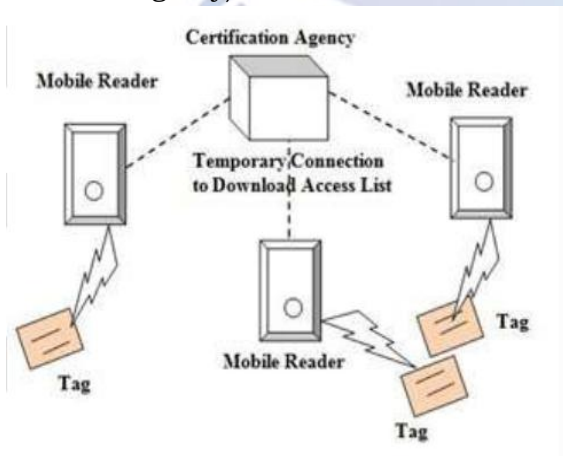 Certification Agency
Mobile Reader
Mobile Reader
Temporary Connection
to Download Access List
Tag
Mobile Reader
Tag
Tag